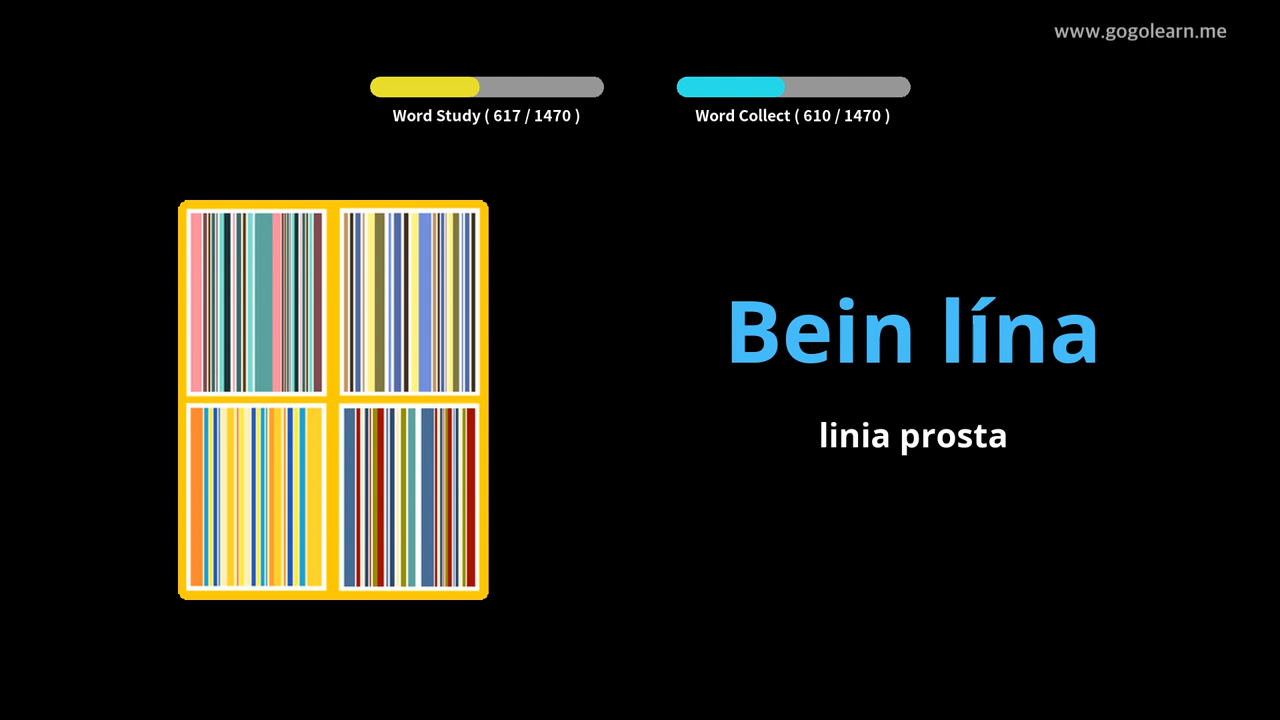 www.gogolearn.me
Word Study ( 617 / 1470 )
Word Collect ( 610 / 1470 )
Bein lína
linia prosta